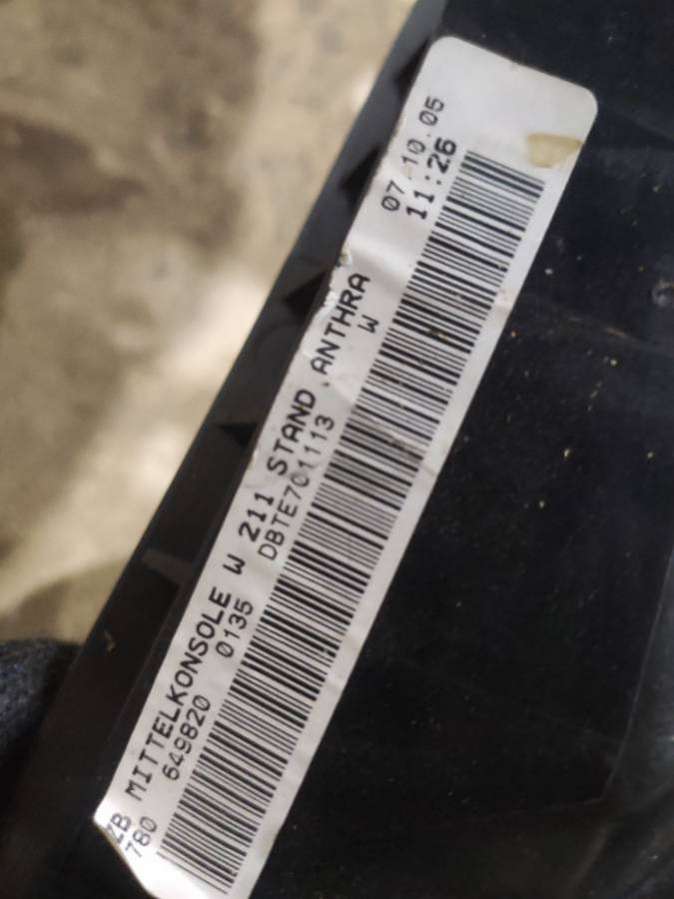 07.10.05
11:26
ZB MITTELKONSOLE W 211 STAND .ANTHRA
780 649820 0135 DBTE701113 W